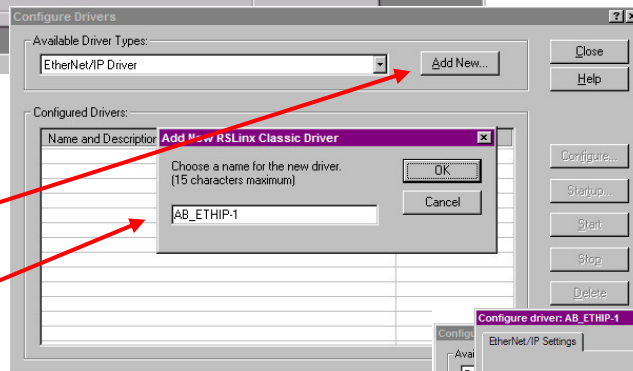 Configure Drivers
Available Driver Types:
EtherNet/IP Driver
Add New...
Close
Help
Configured Drivers:
Name and Description
Add New RSLinx Classic Driver
Choose a name for the new driver.
(15 characters maximum)
AB_ETHIP-1
OK
Cancel
Configure...
Startup...
Start
Stop
Delete
Configure driver: AB_ETHIP-1
EtherNet/IP Settings